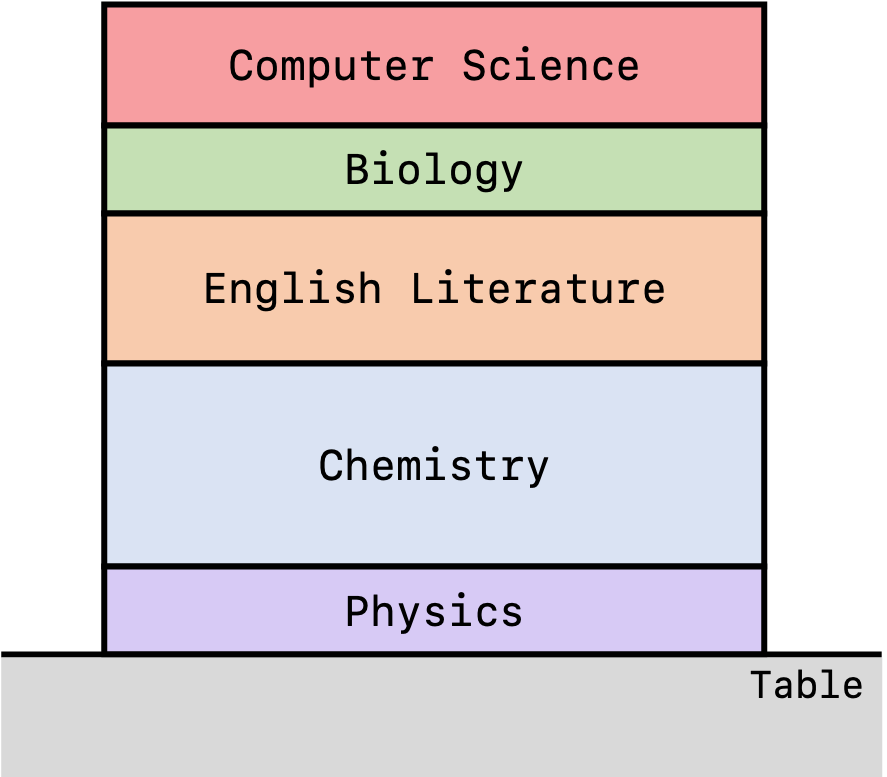 Computer Science
Biology
English Literature
Chemistry
Physics
Table